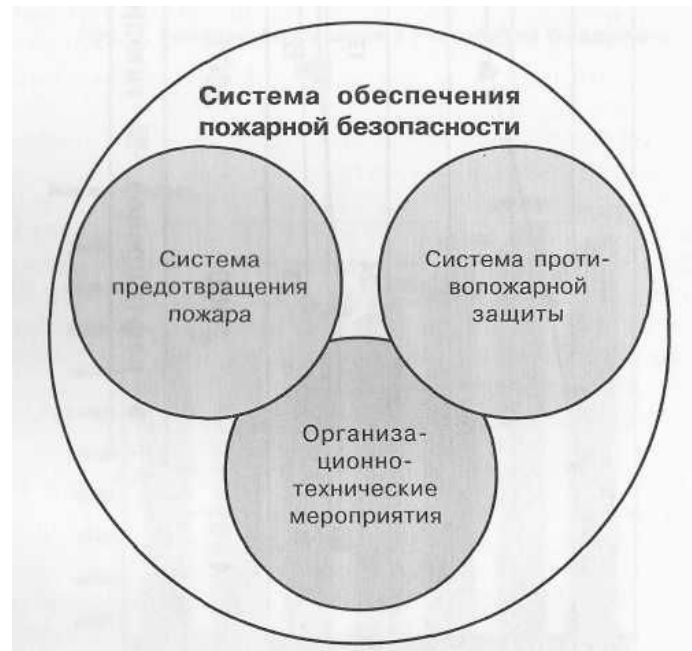 Система обеспечения
пожарной безопасности
Система
предотвращения
пожара
Система проти-
вопожарной
защиты
Организа-
ционно-
технические
мероприятия